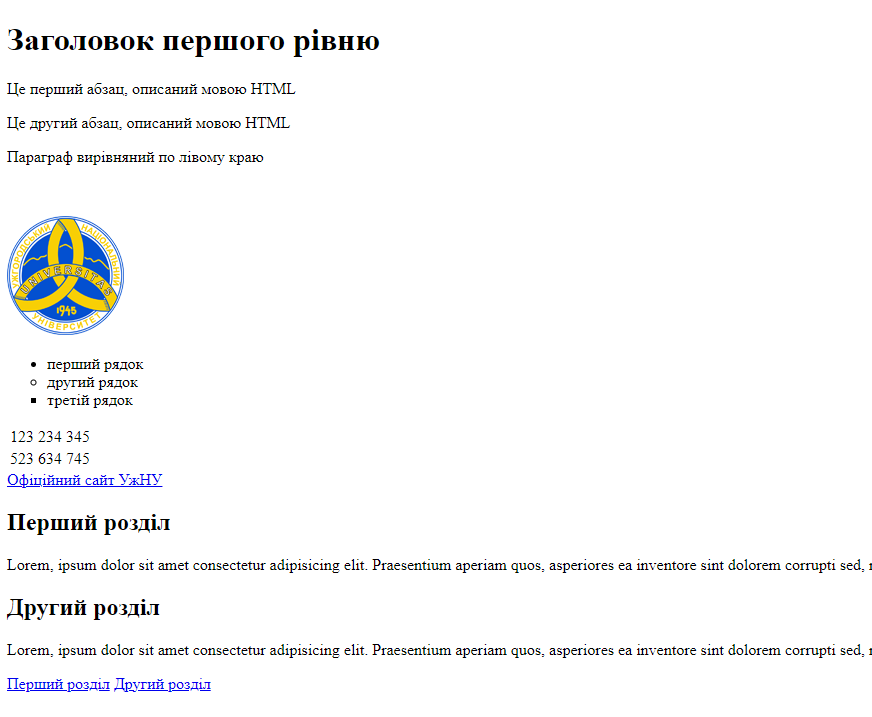 Заголовок першого рівню
Це перший абзац, описаний мовою HTML
Це другий абзац, описаний мовою HTML
Параграф вирівняний по лівому краю
УЖГОРОДСЬКИЙ НАЦІОНАЛЬНИЙ
UNIVERSITAS
1945
УНІВЕРСИТЕТ
перший рядок
другий рядок
третій рядок
123 234 345
523 634 745
Офіційний сайт УжНУ
Перший розділ
Lorem, ipsum dolor sit amet consectetur adipisicing elit. Praesentium aperiam quos, asperiores ea inventore sint dolorem corrupti sed,
Другий розділ
Lorem, ipsum dolor sit amet consectetur adipisicing elit. Praesentium aperiam quos, asperiores ea inventore sint dolorem corrupti sed,
Перший розділ Другий розділ